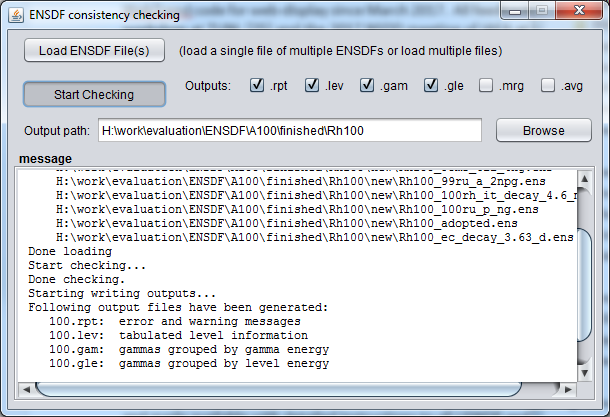 ENSDF consistency checking
Load ENSDF File(s) (load a single file of multiple ENSDFs or load multiple files)
Start Checking Outputs: .rpt .lev .gam .gle .mrg .avg
Output path: H:\work\evaluation\ENSDF\A100\finished\Rh100 Browse
message
H:\work\evaluation\ENSDF\A100\finished\Rh100\new\Rh100_99ru_a_2npg.ens
H:\work\evaluation\ENSDF\A100\finished\Rh100\new\Rh100_100rh_it_decay_4.6_
H:\work\evaluation\ENSDF\A100\finished\Rh100\new\Rh100_100ru_p_ng.ens
H:\work\evaluation\ENSDF\A100\finished\Rh100\new\Rh100_adopted.ens
H:\work\evaluation\ENSDF\A100\finished\Rh100\new\Rh100_ec_decay_3.63_d.ens
Done loading
Start checking...
Done checking.
Starting writing outputs...
Following output files have been generated:
100.rpt: error and warning messages
100.lev: tabulated level information
100.gam: gammas grouped by gamma energy
100.gle: gammas grouped by level energy